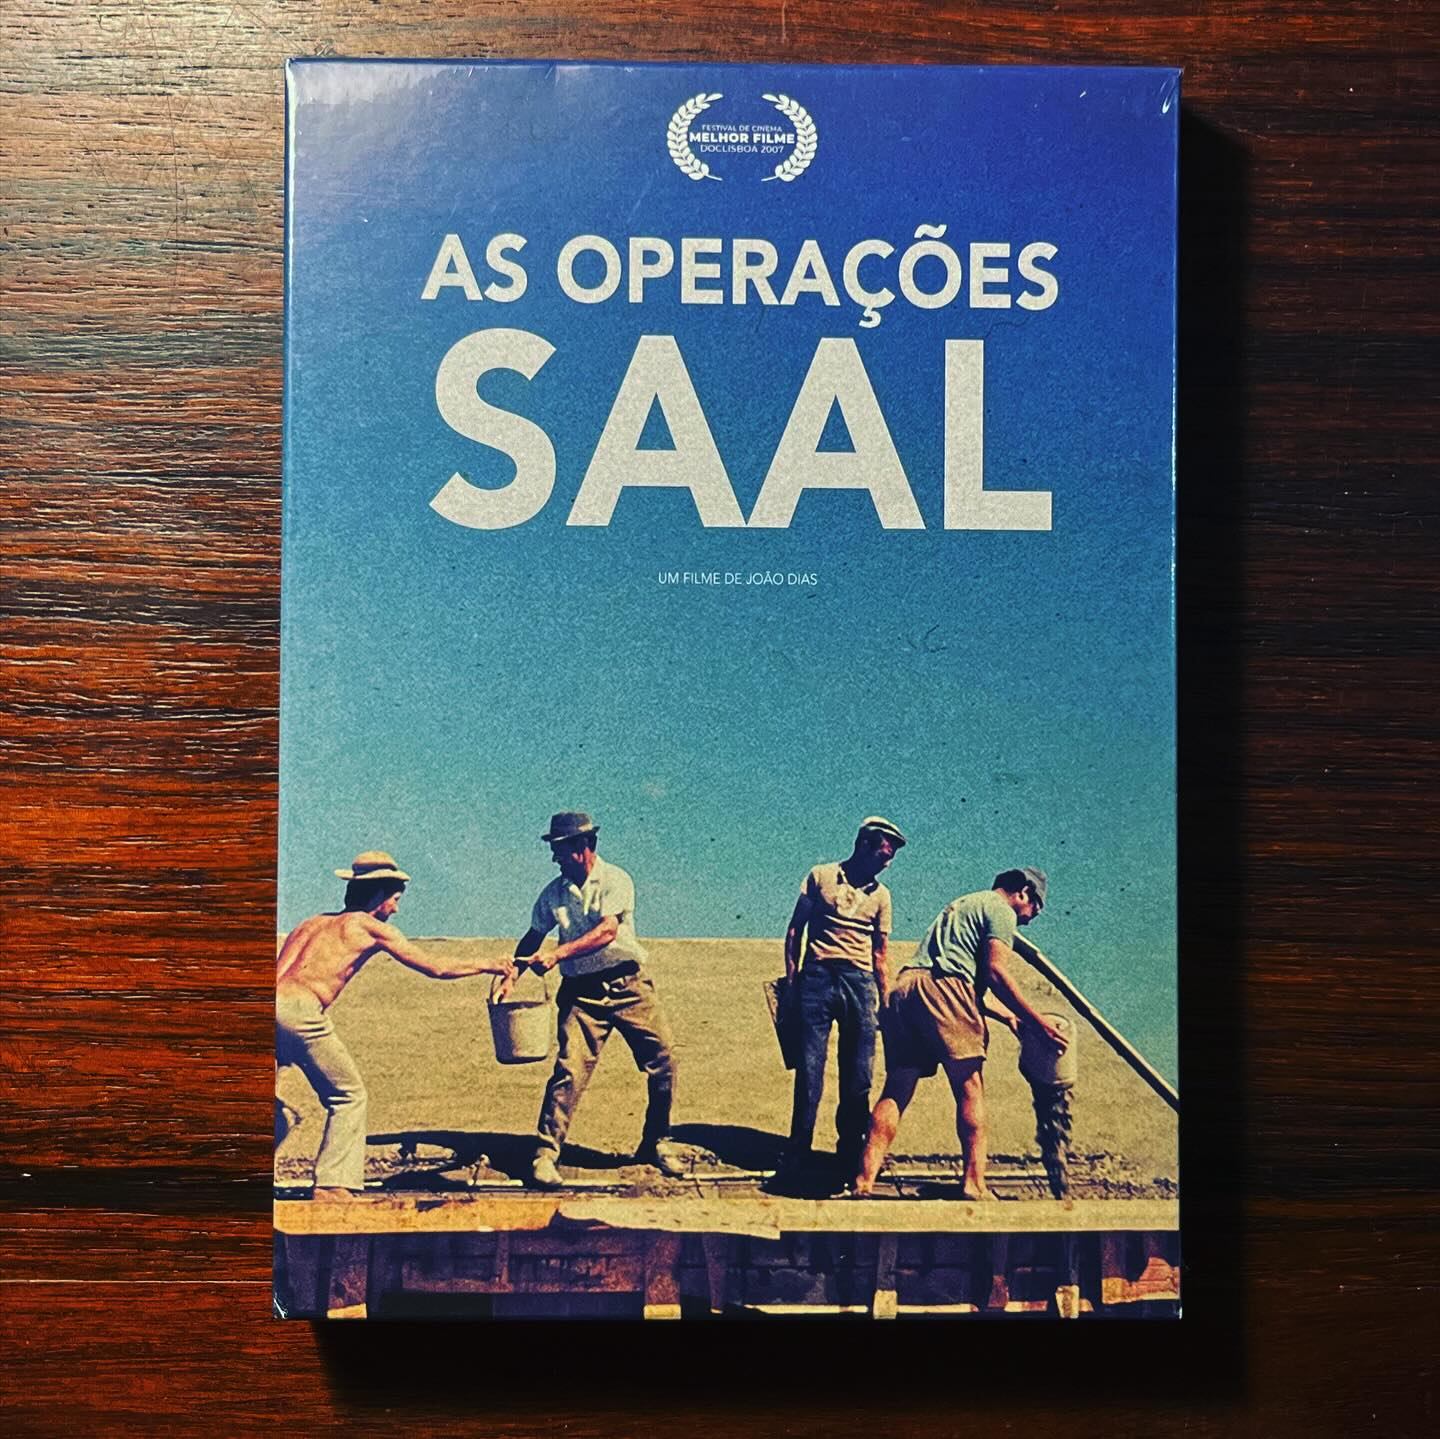 FESTIVAL DE CINEMA
MELHOR FILME
DOCLISBOA 2007
AS OPERAÇÕES
SAAL
UM FILME DE JOÃO DIAS